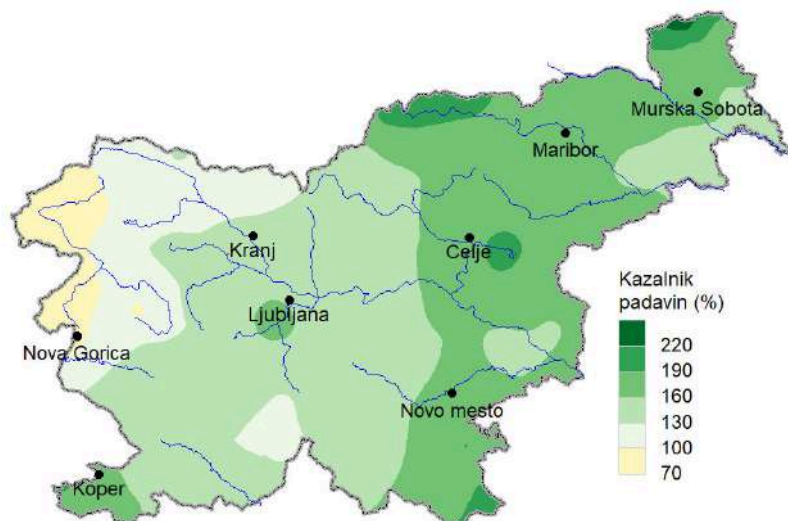 Murska Sobota
Maribor
Kranj
Celje
Ljubljana
Nova Gorica
Novo mesto
Koper
Kazalnik
padavin (%)
220
190
160
130
100
70